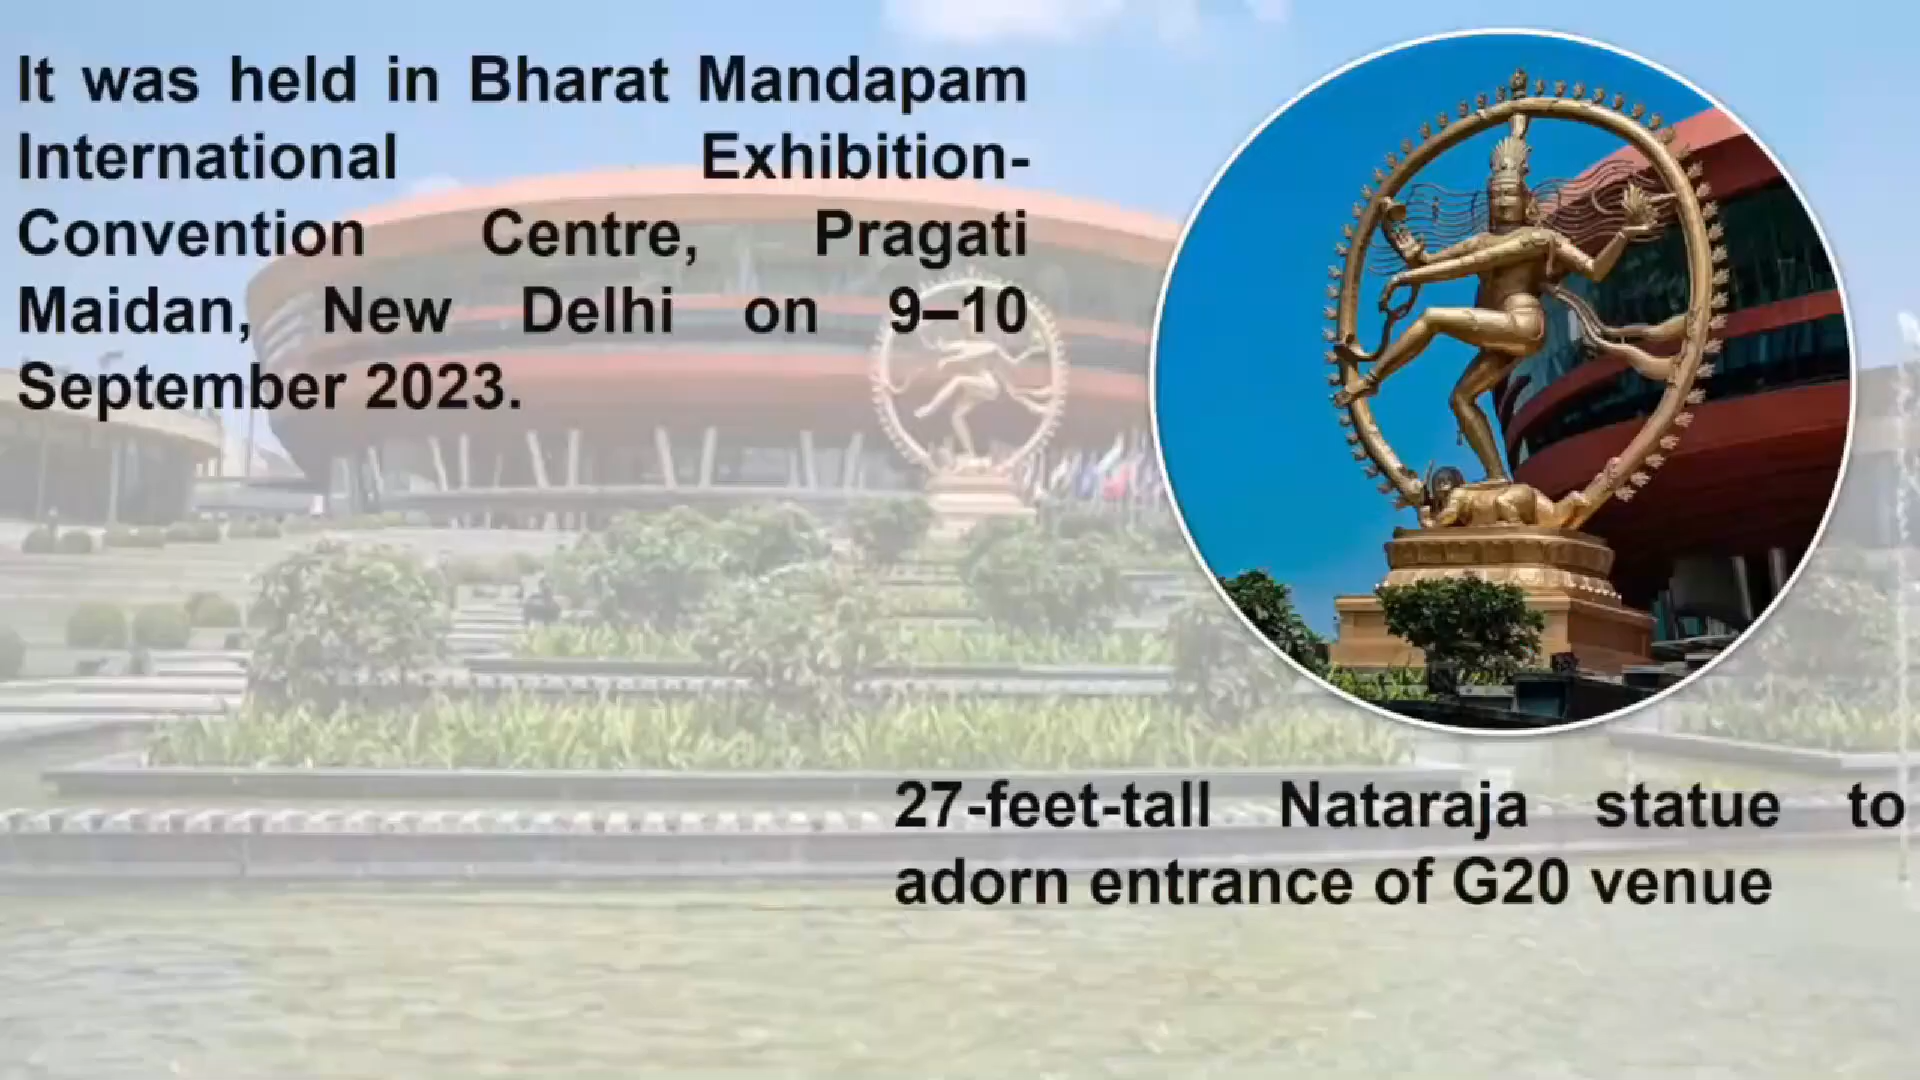 It was held in Bharat Mandapam
International Exhibition-
Convention Centre, Pragati
Maidan, New Delhi on 9–10
September 2023.
27-feet-tall Nataraja statue to
adorn entrance of G20 venue